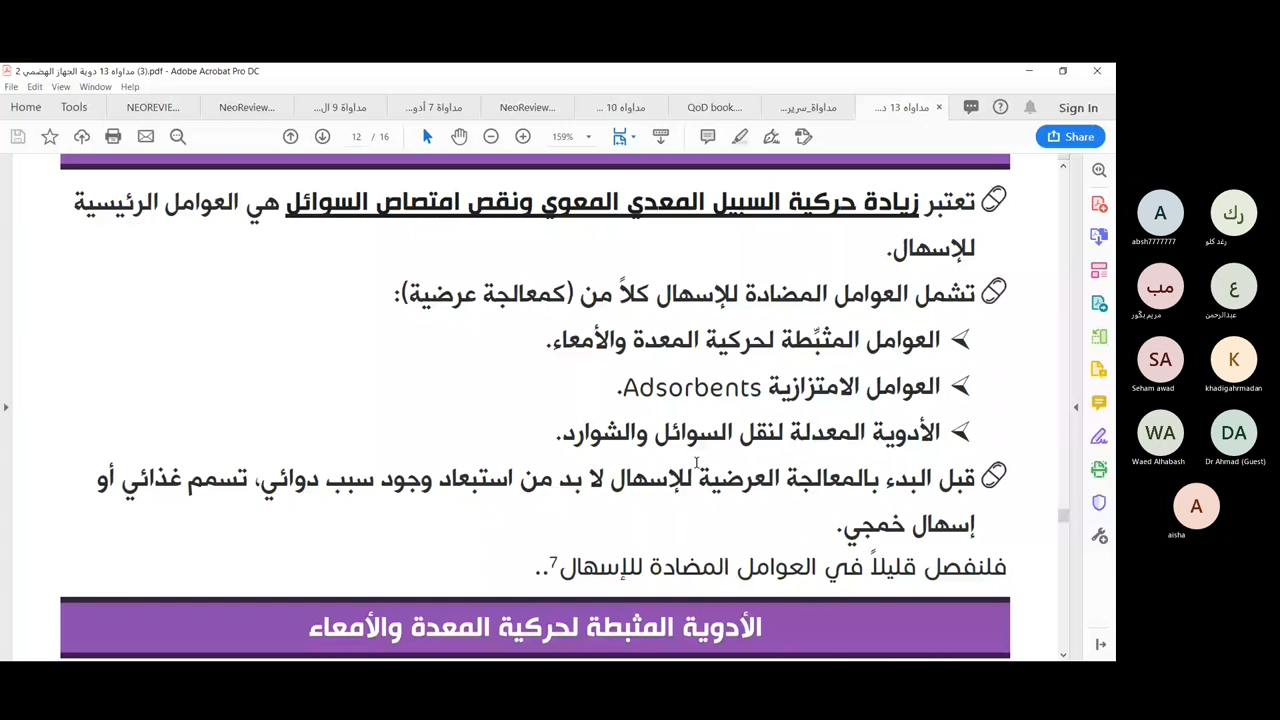 مداواة 13 دوية الجهاز الهضمي 2 (3).pdf - Adobe Acrobat Pro DC
File Edit View Window Help
Home Tools NEOREVIE... NeoReview... مداواة 9 ال... مداواة 7 أدو... NeoReview... مداواه 10 ... QoD book.... مداواة_سرير... مداواه 13 د... × Sign In
12 / 16 159% Share
تعتبر زيادة حركية السبيل المعدي المعوي ونقص امتصاص السوائل هي العوامل الرئيسية
للإسهال.
تشمل العوامل المضادة للإسهال كلاً من (كمعالجة عرضية):
العوامل المثبِّطة لحركية المعدة والأمعاء.
العوامل الامتزازية Adsorbents.
الأدوية المعدلة لنقل السوائل والشوارد.
قبل البدء بالمعالجة العرضية للإسهال لا بد من استبعاد وجود سبب دوائي، تسمم غذائي أو
إسهال خمجي.
فلنفصل قليلاً في العوامل المضادة للإسهال7..
الأدوية المثبطة لحركية المعدة والأمعاء
A رك
absh7777777 رغد كلو
مب ع
مريم بكور عبدالرحمن
SA K
Seham awad khadigahrmadan
WA DA
Waed Alhabash Dr Ahmad (Guest)
A
aisha